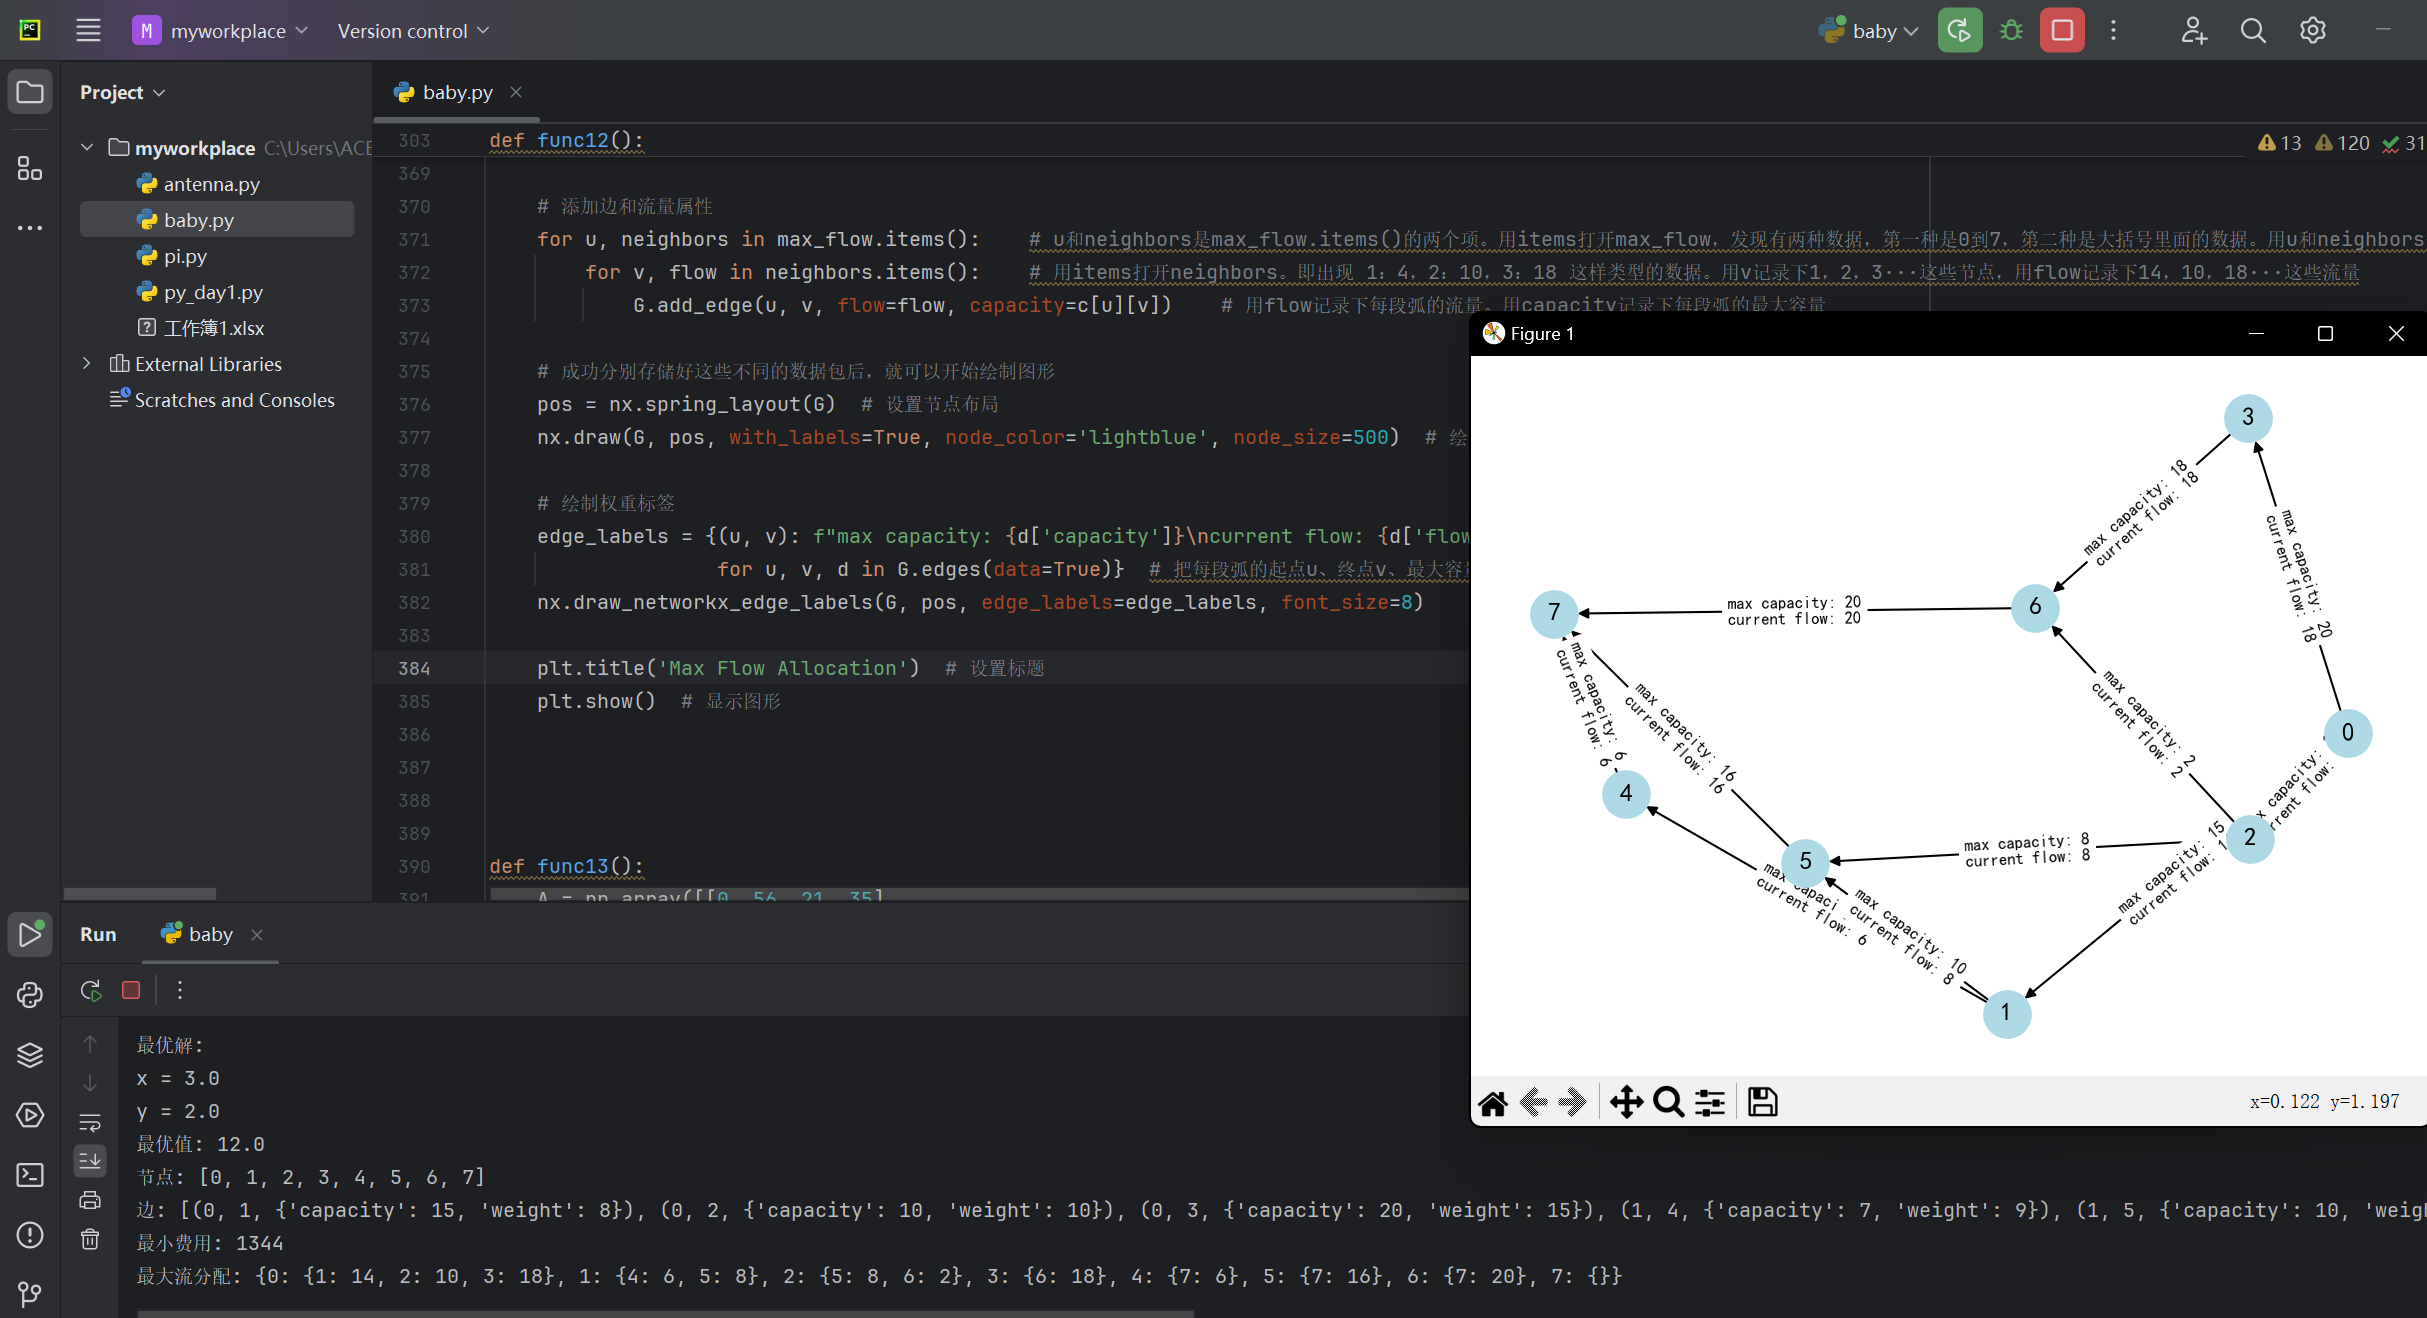 M myworkplace Version control baby
Project
myworkplace C:\Users\ACE
antenna.py
baby.py
pi.py
py_day1.py
工作簿1.xlsx
External Libraries
Scratches and Consoles
baby.py
13 120 31
303 def func12():
369
370 # 添加边和流量属性
371 for u, neighbors in max_flow.items(): # u和neighbors是max_flow.items()的两个项。用items打开max_flow，发现有两种数据，第一种是0到7，第二种是大括号里面的数据。用u和neighbors
372 for v, flow in neighbors.items(): # 用items打开neighbors。即出现 1：4，2：10，3：18 这样类型的数据。用v记录下1，2，3···这些节点，用flow记录下14，10，18···这些流量
373 G.add_edge(u, v, flow=flow, capacity=c[u][v]) # 用flow记录下每段弧的流量。用capacity记录下每段弧的最大容量
374
375 # 成功分别存储好这些不同的数据包后，就可以开始绘制图形
376 pos = nx.spring_layout(G) # 设置节点布局
377 nx.draw(G, pos, with_labels=True, node_color='lightblue', node_size=500) # 绘
378
379 # 绘制权重标签
380 edge_labels = {(u, v): f"max capacity: {d['capacity']}\ncurrent flow: {d['flow
381 for u, v, d in G.edges(data=True)} # 把每段弧的起点u、终点v、最大容量
382 nx.draw_networkx_edge_labels(G, pos, edge_labels=edge_labels, font_size=8)
383
384 plt.title('Max Flow Allocation') # 设置标题
385 plt.show() # 显示图形
386
387
388
389
390 def func13():
391 A = np.array([[0, 56, 21, 35]
Figure 1
3
max capacity: 18
current flow: 18
max capacity: 20
current flow: 18
7
max capacity: 20
current flow: 20
6
max capacity: 6
current flow: 6
max capacity: 16
current flow: 16
max capacity: 2
current flow: 2
0
4
max capacity: 8
current flow: 8
capacity:
flow:
2
5
max capacity: 15
current flow: 1
max capaci
current flow: 6
max capacity: 10
current flow: 8
1
x=0.122 y=1.197
Run baby
最优解:
x = 3.0
y = 2.0
最优值: 12.0
节点: [0, 1, 2, 3, 4, 5, 6, 7]
边: [(0, 1, {'capacity': 15, 'weight': 8}), (0, 2, {'capacity': 10, 'weight': 10}), (0, 3, {'capacity': 20, 'weight': 15}), (1, 4, {'capacity': 7, 'weight': 9}), (1, 5, {'capacity': 10, 'weigh
最小费用: 1344
最大流分配: {0: {1: 14, 2: 10, 3: 18}, 1: {4: 6, 5: 8}, 2: {5: 8, 6: 2}, 3: {6: 18}, 4: {7: 6}, 5: {7: 16}, 6: {7: 20}, 7: {}}